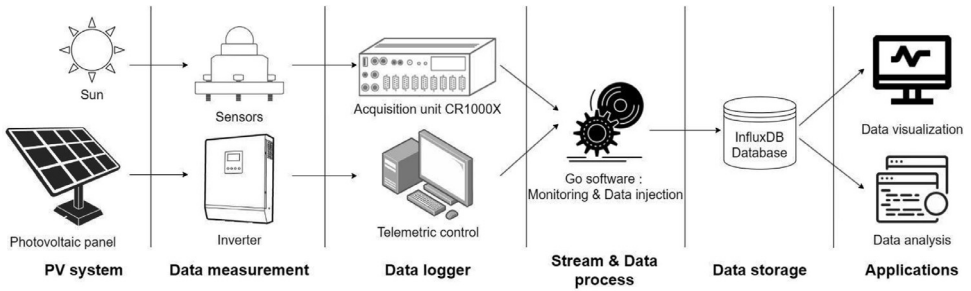 Sun
Sensors
Acquisition unit CR1000X
InfluxDB
Database
Data visualization
Go software :
Monitoring & Data injection
Photovoltaic panel
Inverter
Telemetric control
Data analysis
PV system
Data measurement
Data logger
Stream & Data
process
Data storage
Applications